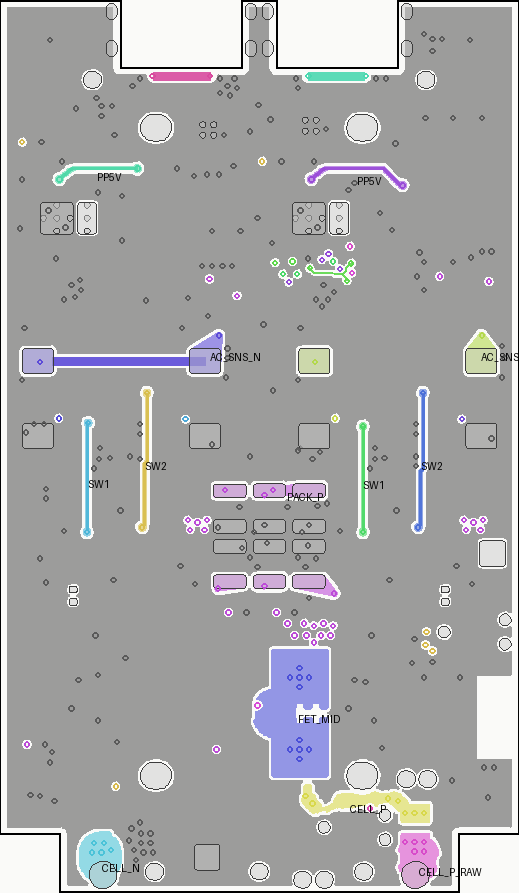 PP5V
PP5V
AC_SNS_N
AC_SNS
SW2
SW2
SW1
SW1
PACK_P
FET_MID
CELL_P
CELL_N
CELL_P_RAW